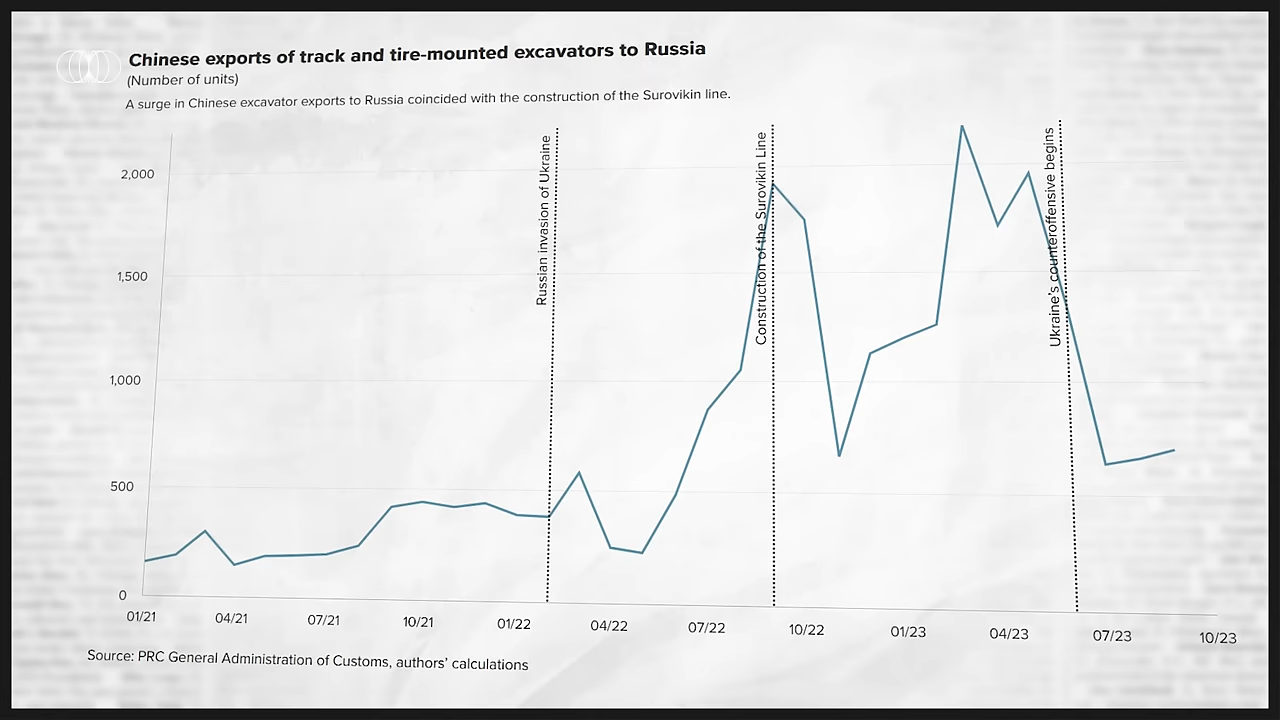 Chinese exports of track and tire-mounted excavators to Russia
(Number of units)
A surge in Chinese excavator exports to Russia coincided with the construction of the Surovikin line.
2,000
1,500
1,000
500
0
Russian invasion of Ukraine
Construction of the Surovikin Line
Ukraine's counteroffensive begins
01/21
04/21
07/21
10/21
01/22
04/22
07/22
10/22
01/23
04/23
07/23
10/23
Source: PRC General Administration of Customs, authors' calculations